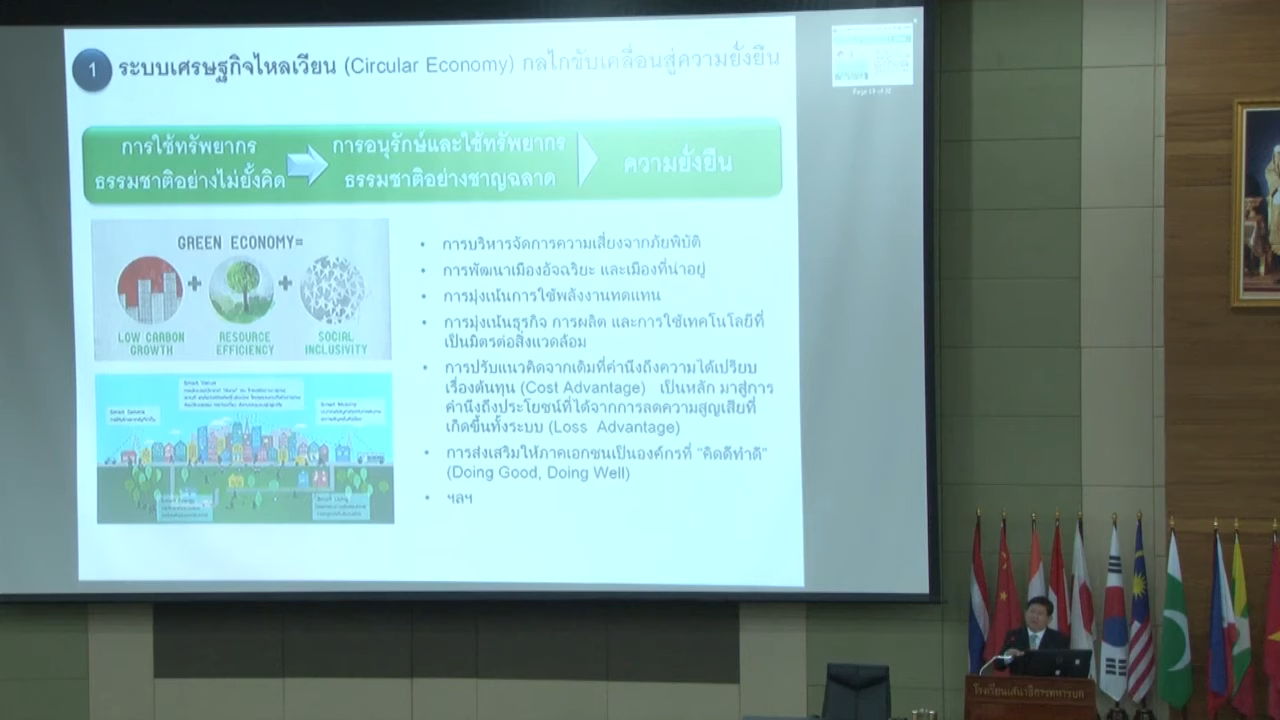 1
ระบบเศรษฐกิจไหลเวียน (Circular Economy) กลไกขับเคลื่อนสู่ความยั่งยืน
การใช้ทรัพยากร
ธรรมชาติอย่างไม่ยั้งคิด
การอนุรักษ์และใช้ทรัพยากร
ธรรมชาติอย่างชาญฉลาด
ความยั่งยืน
GREEN ECONOMY=
+
+
LOW CARBON
GROWTH
RESOURCE
EFFICIENCY
SOCIAL
INCLUSIVITY
• การบริหารจัดการความเสี่ยงจากภัยพิบัติ
• การพัฒนาเมืองอัจฉริยะ และเมืองที่น่าอยู่
• การมุ่งเน้นการใช้พลังงานทดแทน
• การมุ่งเน้นธุรกิจ การผลิต และการใช้เทคโนโลยีที่
เป็นมิตรต่อสิ่งแวดล้อม
• การปรับแนวคิดจากเดิมที่คำนึงถึงความได้เปรียบ
เรื่องต้นทุน (Cost Advantage) เป็นหลัก มาสู่การ
คำนึงถึงประโยชน์ที่ได้จากการลดความสูญเสียที่
เกิดขึ้นทั้งระบบ (Loss Advantage)
• การส่งเสริมให้ภาคเอกชนเป็นองค์กรที่ "คิดดีทำดี"
(Doing Good, Doing Well)
• ฯลฯ
โรงเรียนเสนาธิการทหารบก